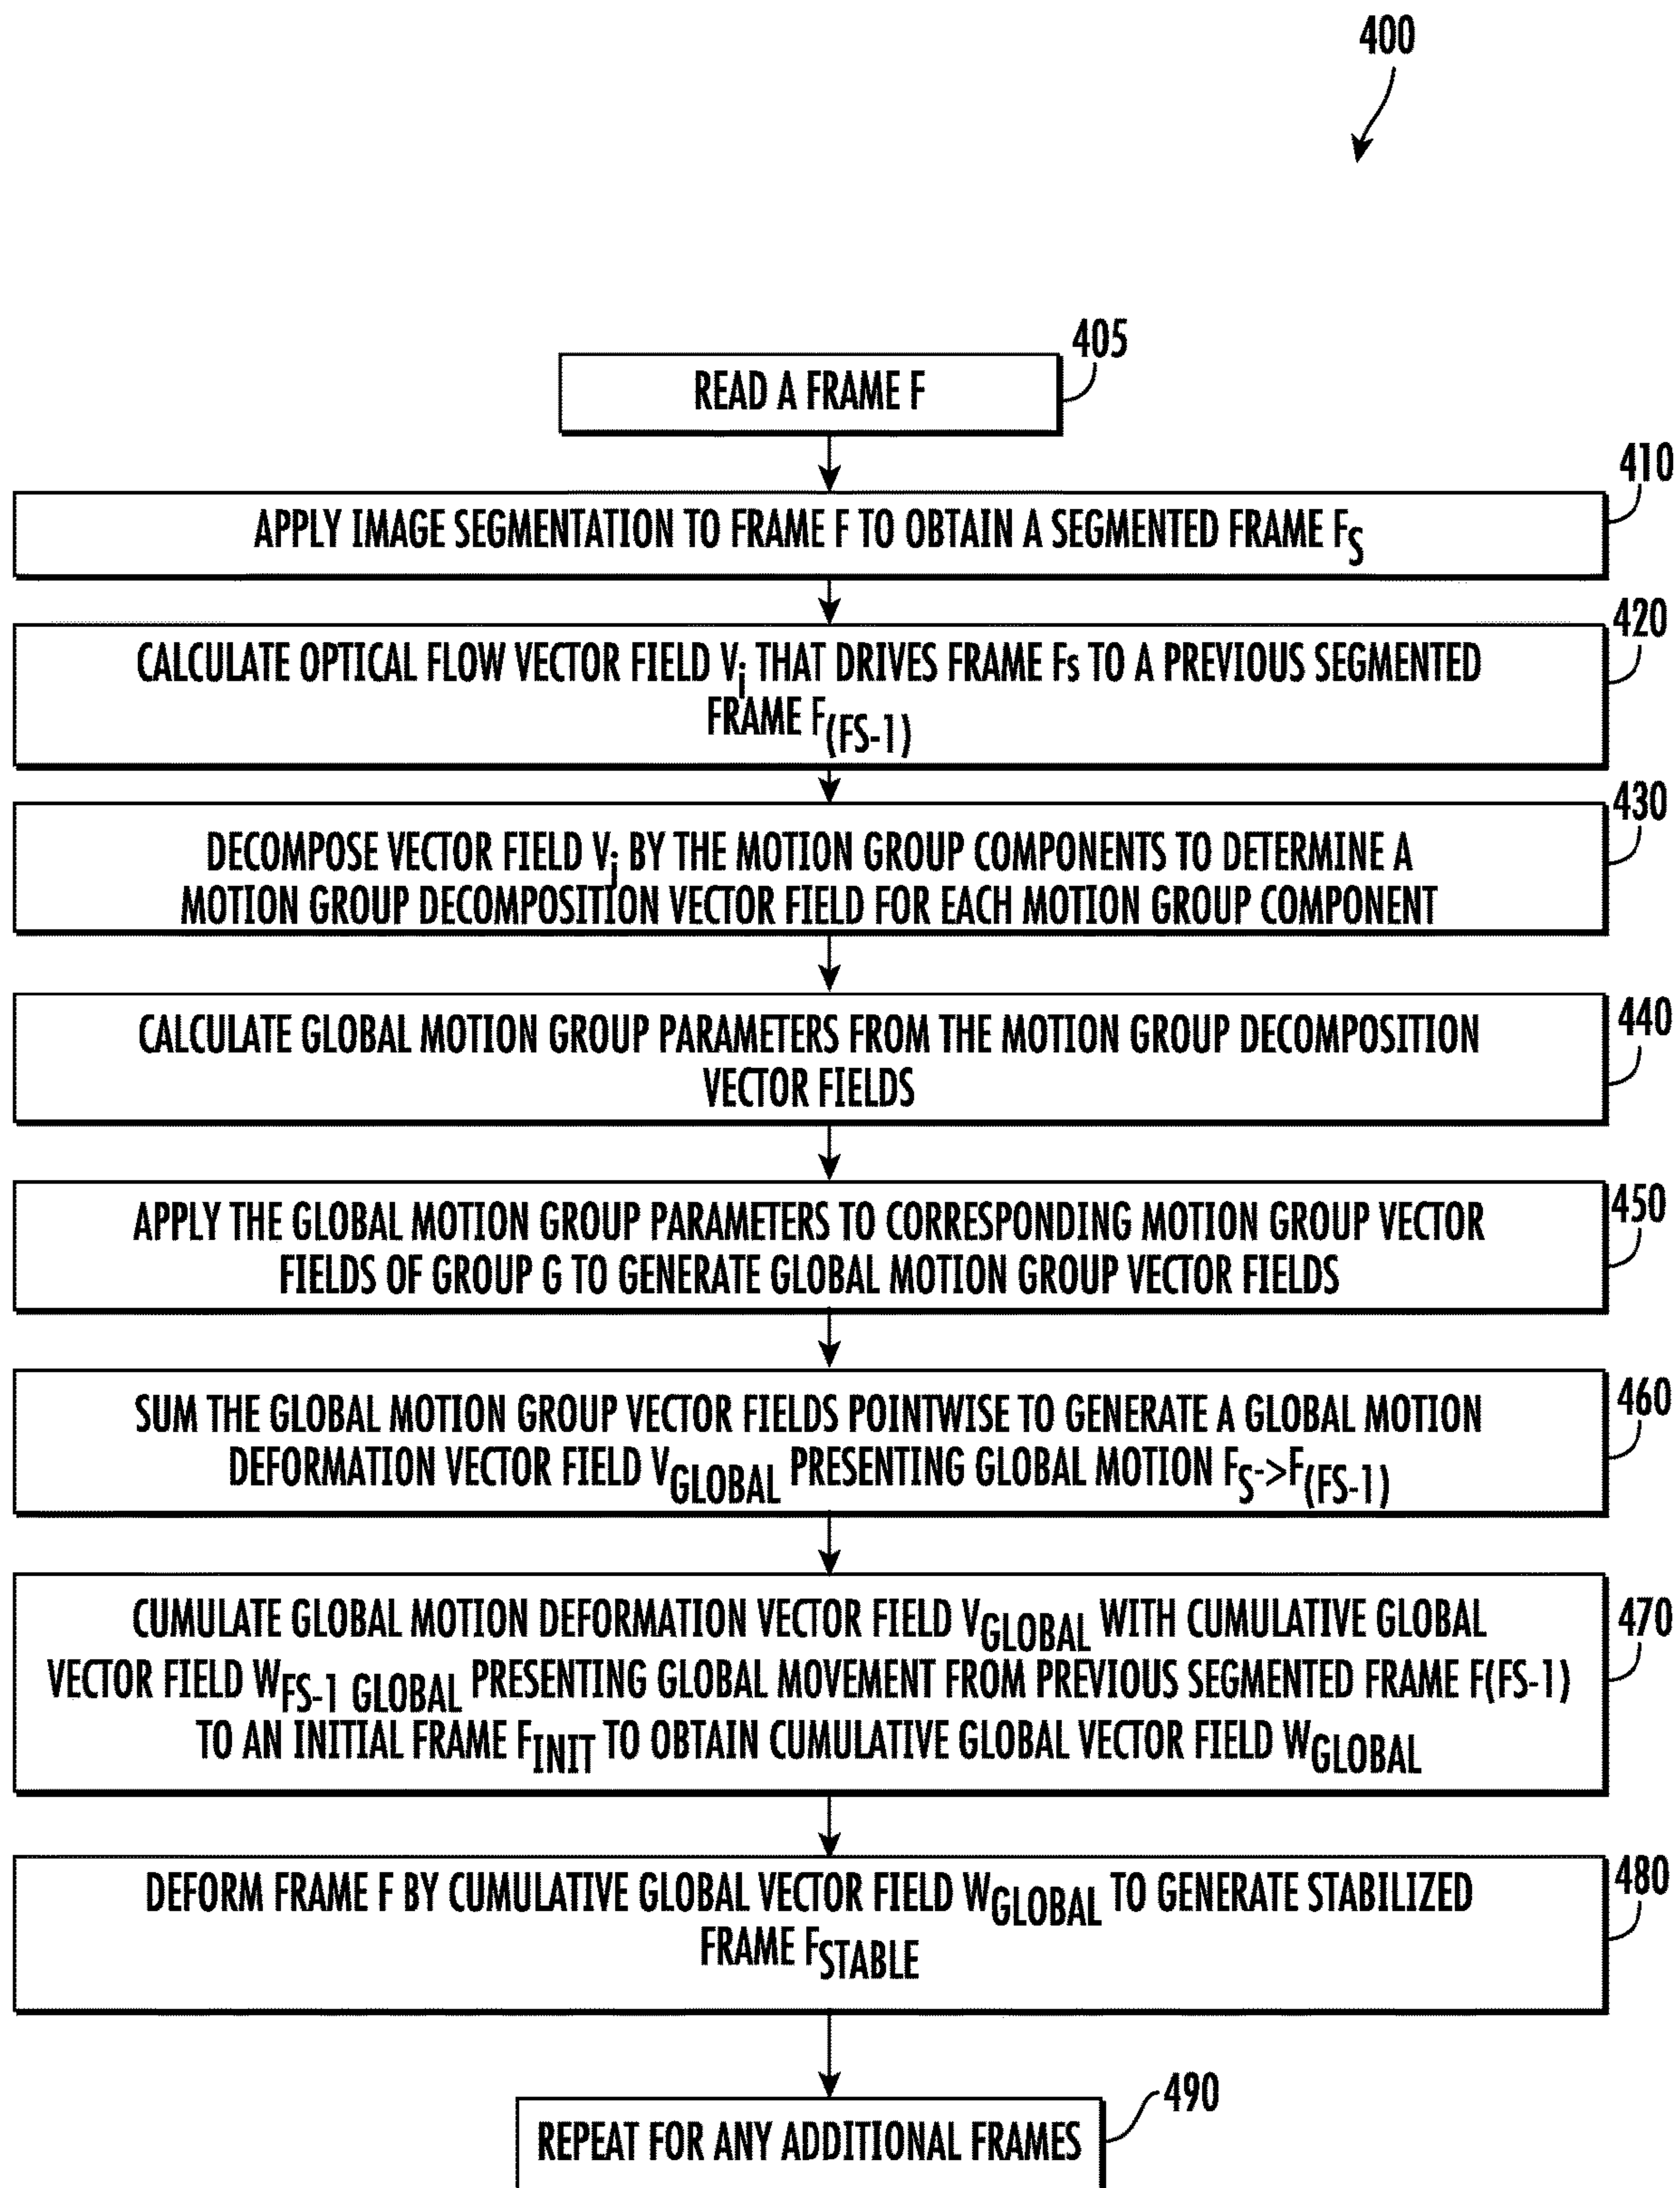 400
405
READ A FRAME F
410
APPLY IMAGE SEGMENTATION TO FRAME F TO OBTAIN A SEGMENTED FRAME FS
420
CALCULATE OPTICAL FLOW VECTOR FIELD Vi THAT DRIVES FRAME Fs TO A PREVIOUS SEGMENTED
FRAME F(FS-1)
430
DECOMPOSE VECTOR FIELD Vi BY THE MOTION GROUP COMPONENTS TO DETERMINE A
MOTION GROUP DECOMPOSITION VECTOR FIELD FOR EACH MOTION GROUP COMPONENT
440
CALCULATE GLOBAL MOTION GROUP PARAMETERS FROM THE MOTION GROUP DECOMPOSITION
VECTOR FIELDS
450
APPLY THE GLOBAL MOTION GROUP PARAMETERS TO CORRESPONDING MOTION GROUP VECTOR
FIELDS OF GROUP G TO GENERATE GLOBAL MOTION GROUP VECTOR FIELDS
460
SUM THE GLOBAL MOTION GROUP VECTOR FIELDS POINTWISE TO GENERATE A GLOBAL MOTION
DEFORMATION VECTOR FIELD VGLOBAL PRESENTING GLOBAL MOTION FS->F(FS-1)
470
CUMULATE GLOBAL MOTION DEFORMATION VECTOR FIELD VGLOBAL WITH CUMULATIVE GLOBAL
VECTOR FIELD WFS-1 GLOBAL PRESENTING GLOBAL MOVEMENT FROM PREVIOUS SEGMENTED FRAME F(FS-1)
TO AN INITIAL FRAME FINIT TO OBTAIN CUMULATIVE GLOBAL VECTOR FIELD WGLOBAL
480
DEFORM FRAME F BY CUMULATIVE GLOBAL VECTOR FIELD WGLOBAL TO GENERATE STABILIZED
FRAME FSTABLE
490
REPEAT FOR ANY ADDITIONAL FRAMES